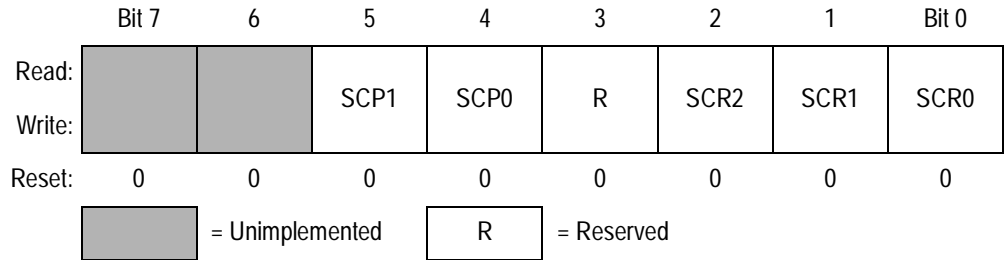 Bit 7 6 5 4 3 2 1 Bit 0
Read:
SCP1 SCP0 R SCR2 SCR1 SCR0
Write:
Reset: 0 0 0 0 0 0 0 0
= Unimplemented R = Reserved